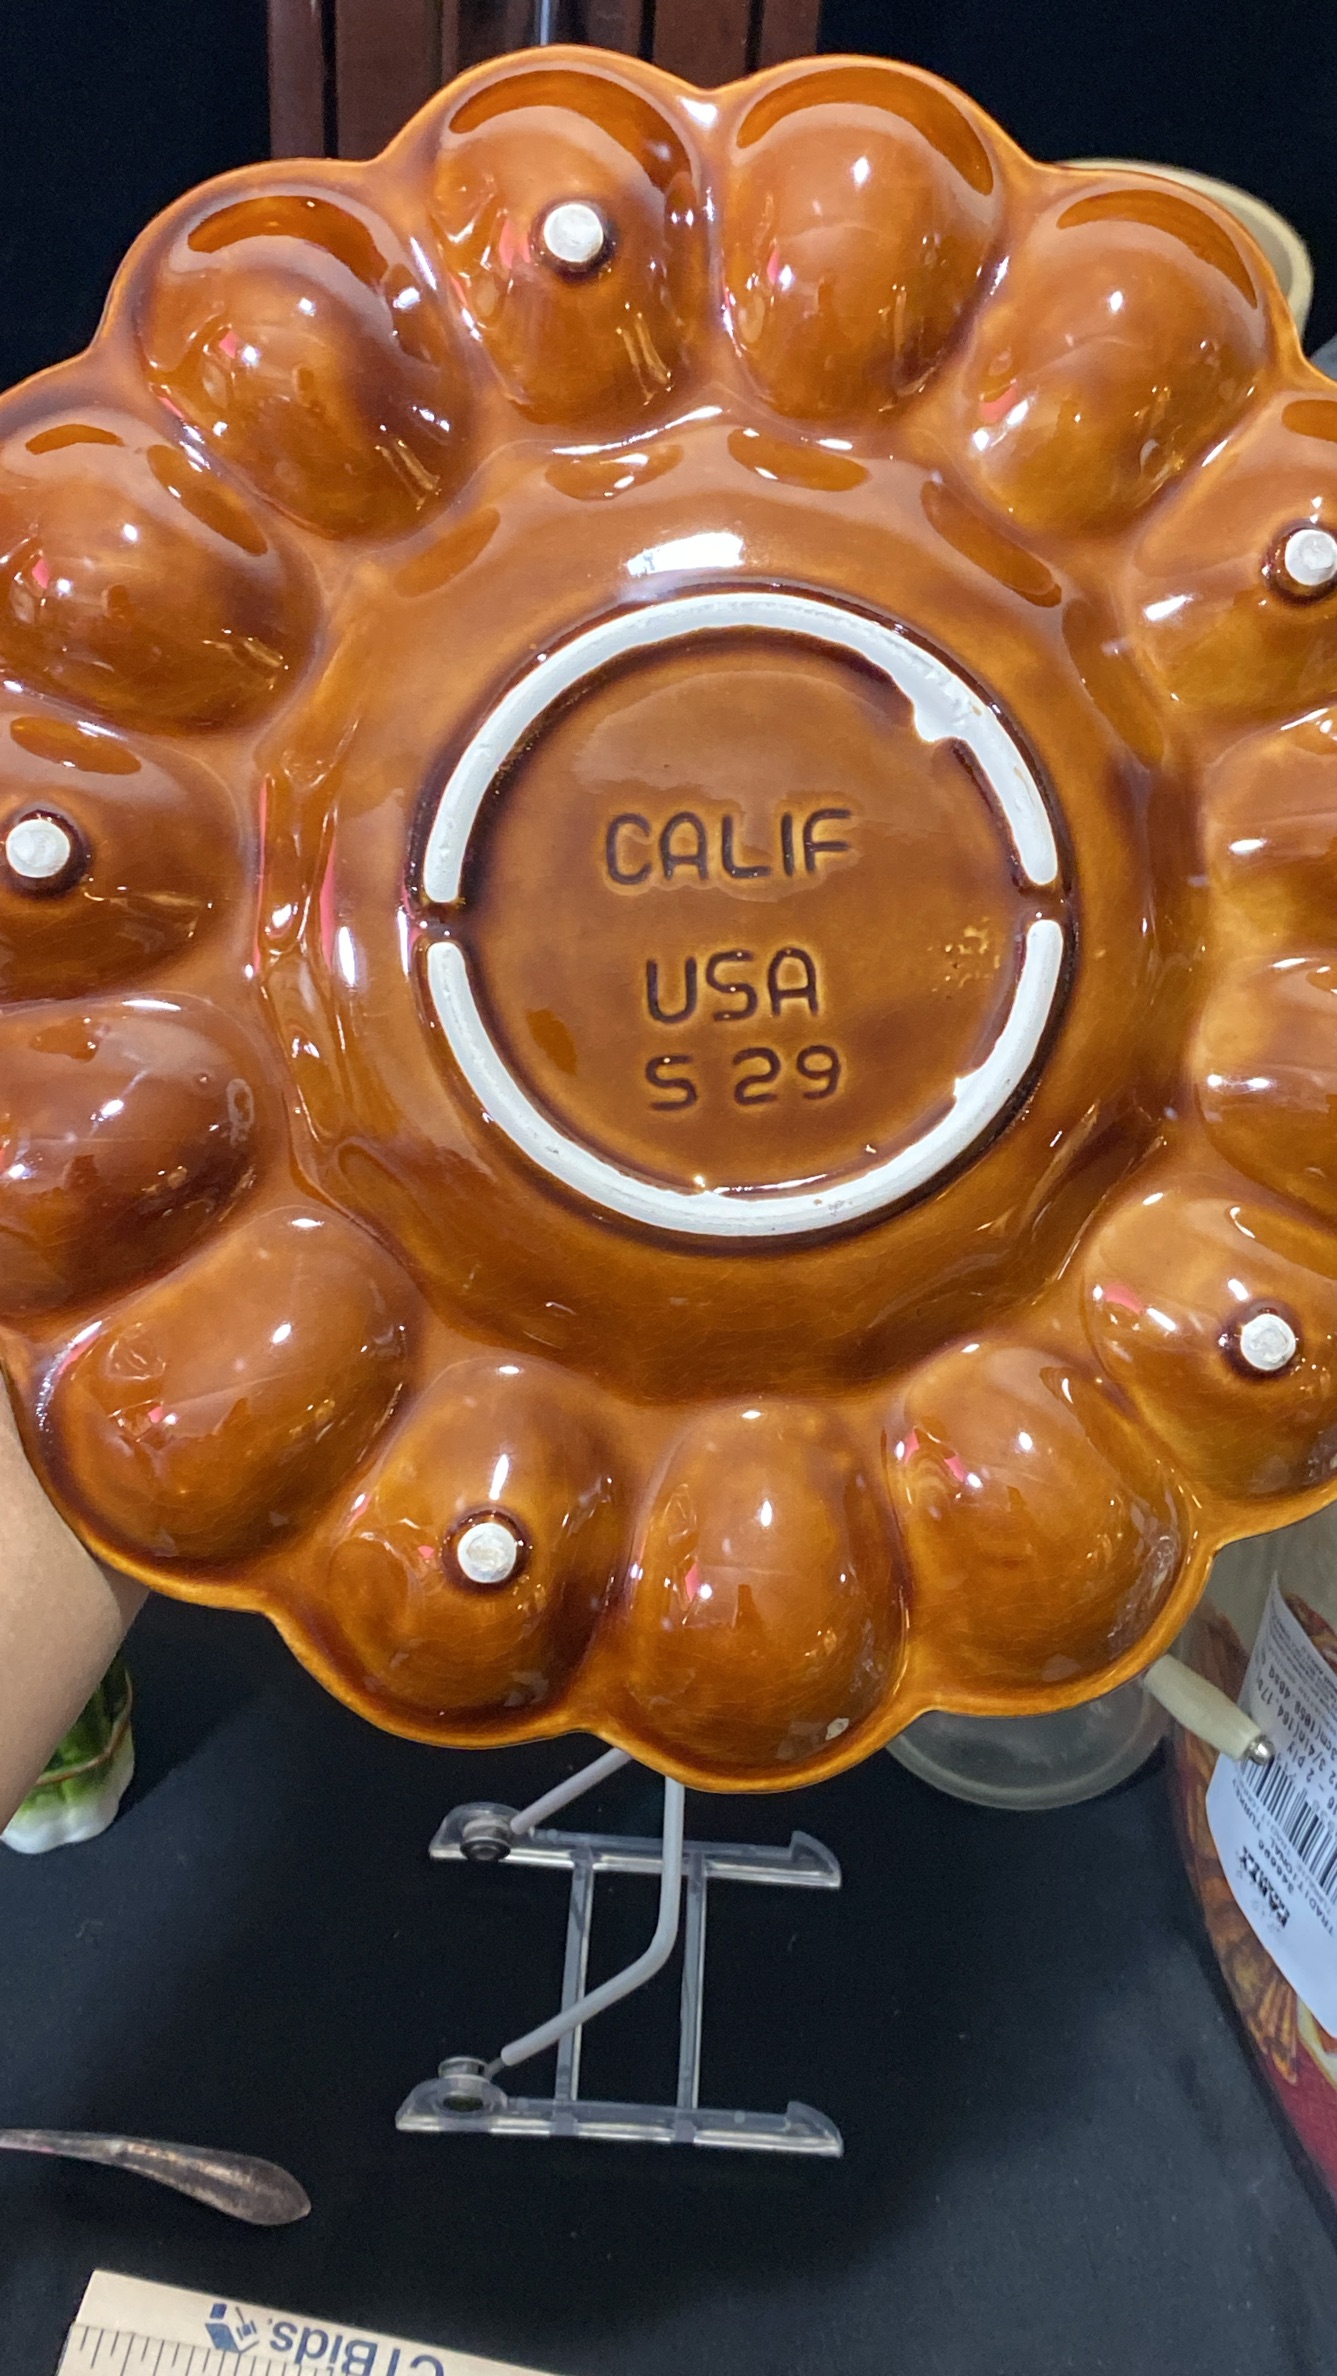 CALIF
USA
S 29
CTBids.